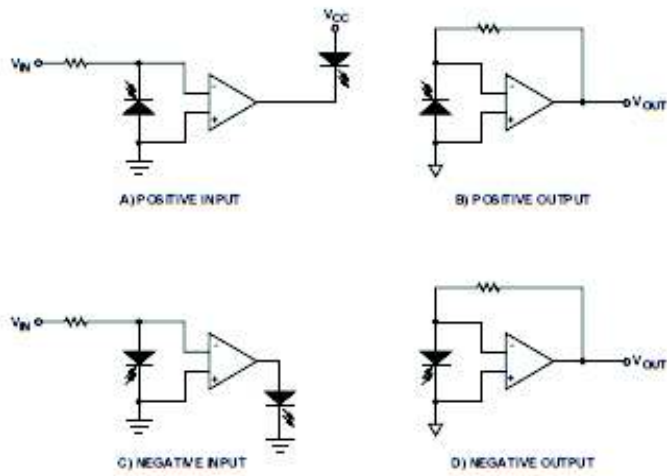 VCC
VIN
-
+
A) POSITIVE INPUT
-
+
VOUT
B) POSITIVE OUTPUT
VIN
-
+
C) NEGATIVE INPUT
-
+
VOUT
D) NEGATIVE OUTPUT